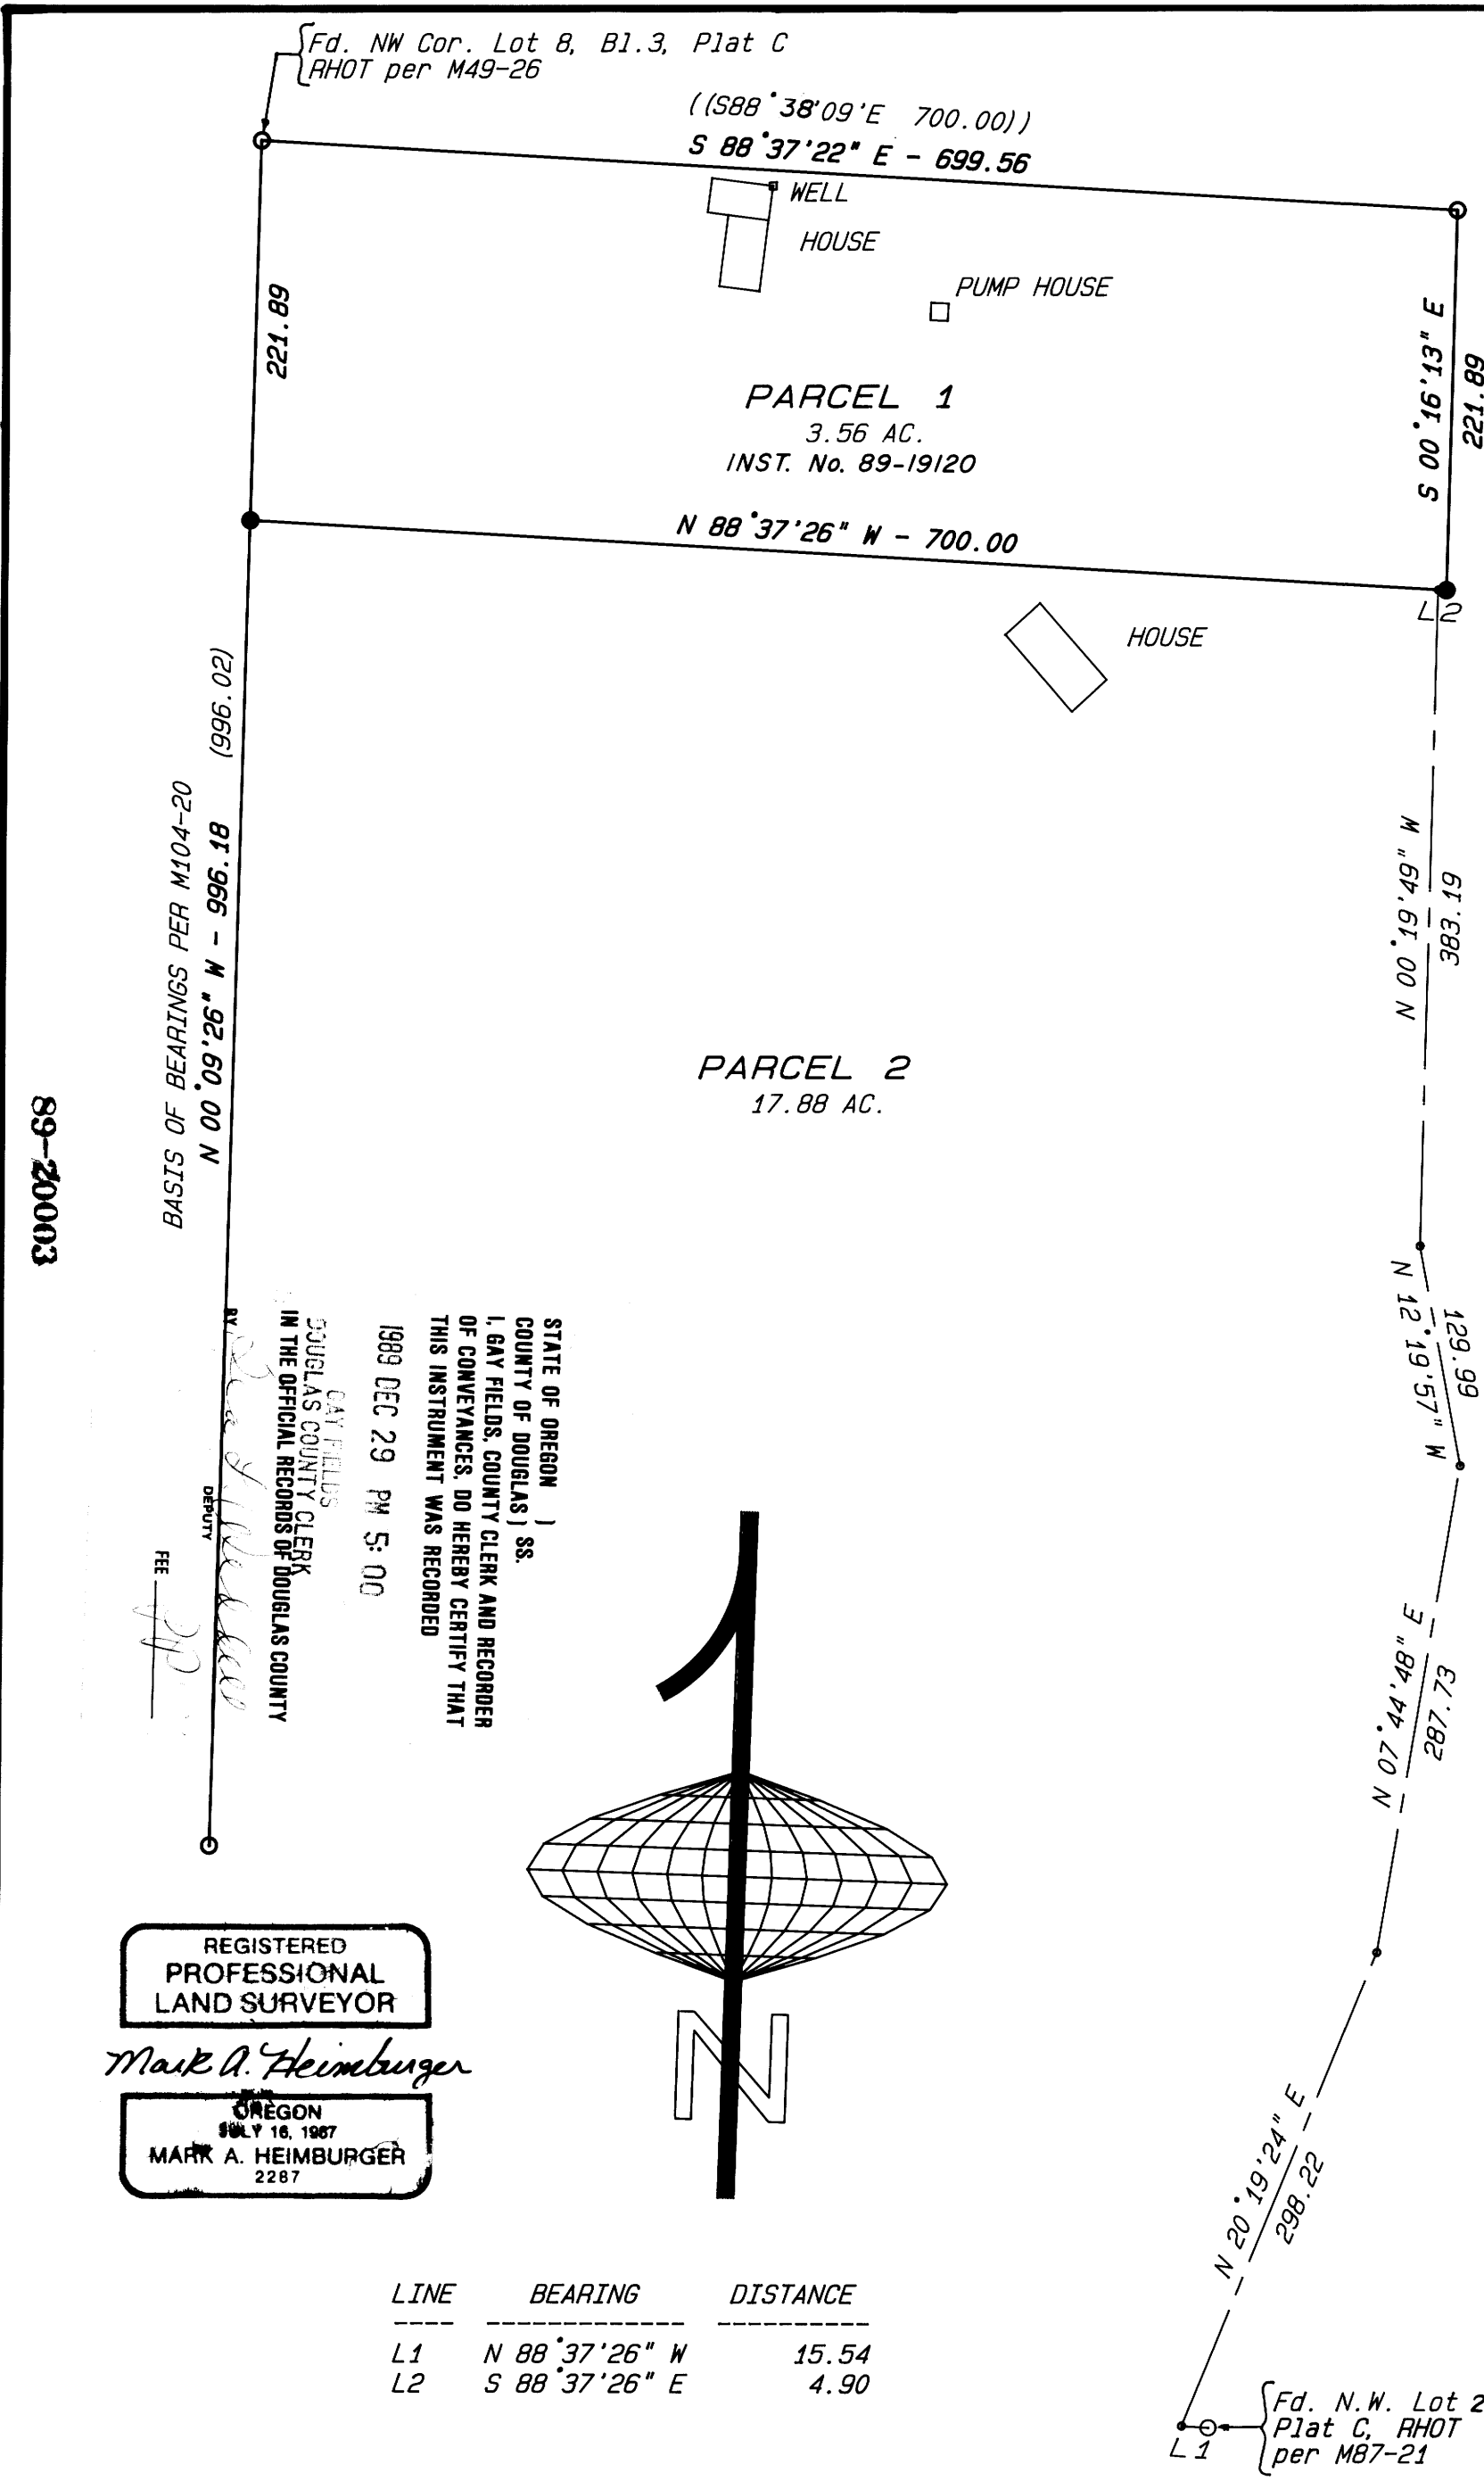 Fd. NW Cor. Lot 8, Bl.3, Plat C
RHOT per M49-26
((S88°38'09'E 700.00))
S 88°37'22" E - 699.56
WELL
HOUSE
PUMP HOUSE
221.89
S 00°16'13" E
221.89
PARCEL 1
3.56 AC.
INST. No. 89-19120
N 88°37'26" W - 700.00
L2
HOUSE
BASIS OF BEARINGS PER M104-20
N 00°09'26" W - 996.18 (996.02)
N 00°19'49" W
383.19
PARCEL 2
17.88 AC.
89-20003
129.99
N 12°19'57" W
STATE OF OREGON )
COUNTY OF DOUGLAS ) SS.
I, GAY FIELDS, COUNTY CLERK AND RECORDER
OF CONVEYANCES, DO HEREBY CERTIFY THAT
THIS INSTRUMENT WAS RECORDED
1989 DEC 29 PM 5:00
GAY FIELDS
DOUGLAS COUNTY CLERK
IN THE OFFICIAL RECORDS OF DOUGLAS COUNTY
BY
DEPUTY
FEE
N 07°44'48" E
287.73
REGISTERED
PROFESSIONAL
LAND SURVEYOR
Mark A. Heimburger
OREGON
JULY 16, 1987
MARK A. HEIMBURGER
2287
N
N 20°19'24" E
298.22
LINE BEARING DISTANCE
L1 N 88°37'26" W 15.54
L2 S 88°37'26" E 4.90
Fd. N.W. Lot 2
Plat C, RHOT
per M87-21
L1